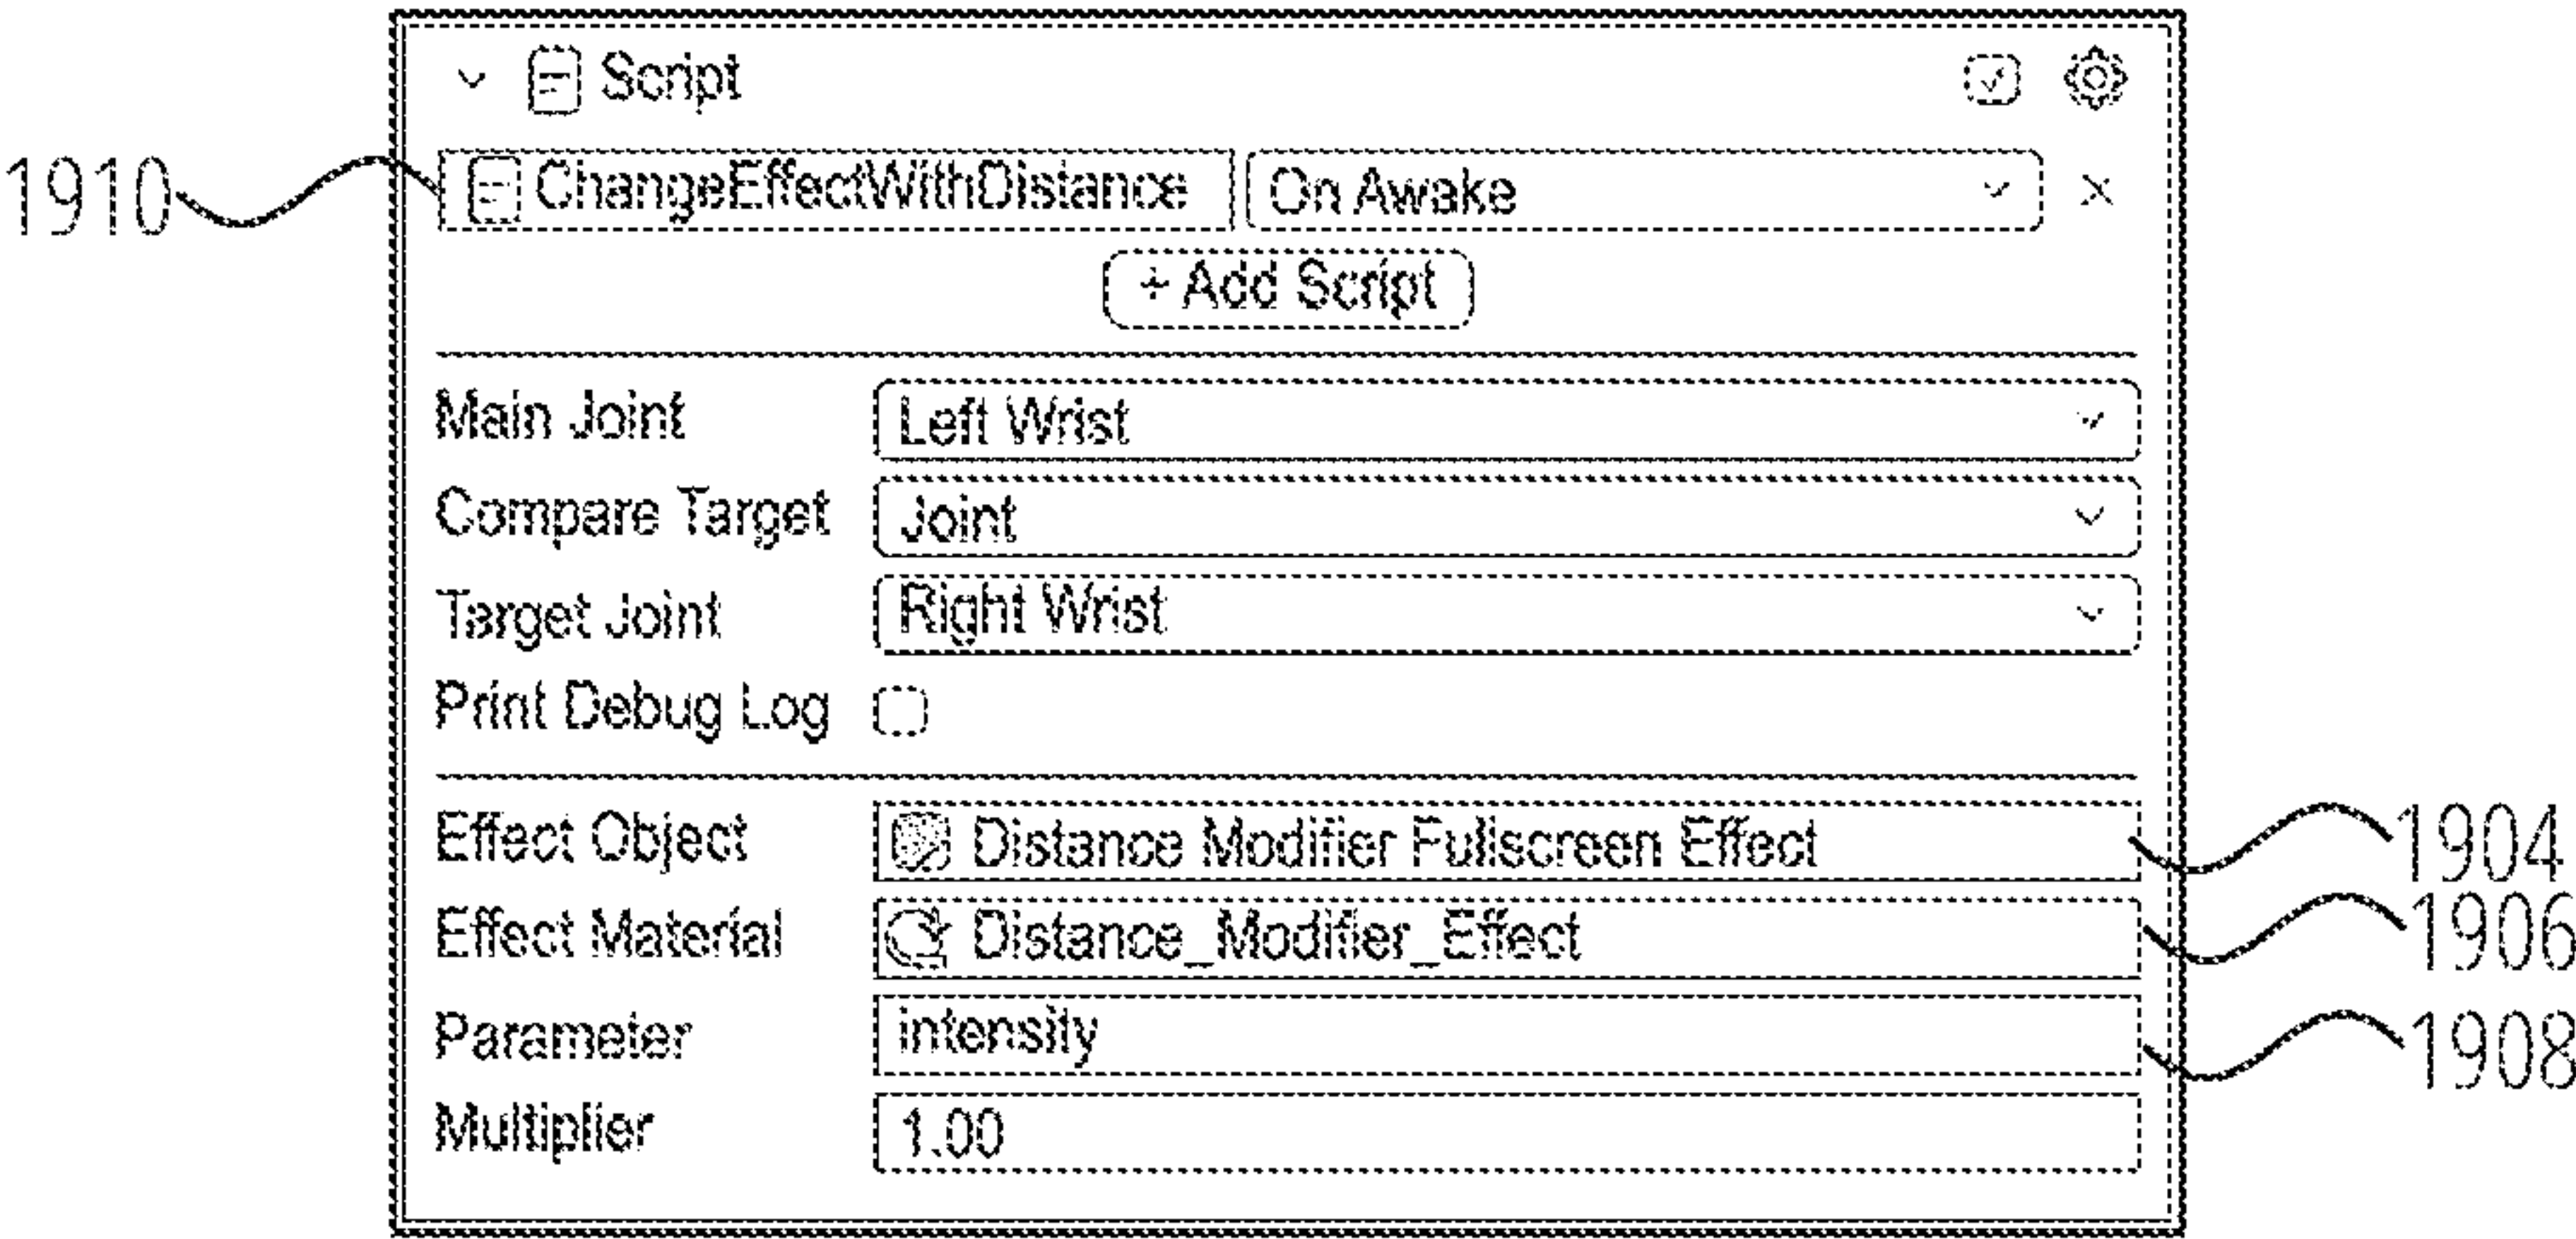 Script
1910 ChangeEffectWithDistance On Awake
+ Add Script
Main Joint Left Wrist
Compare Target Joint
Target Joint Right Wrist
Print Debug Log
Effect Object Distance Modifier Fullscreen Effect 1904
Effect Material Distance_Modifier_Effect 1906
Parameter intensity 1908
Multiplier 1.00